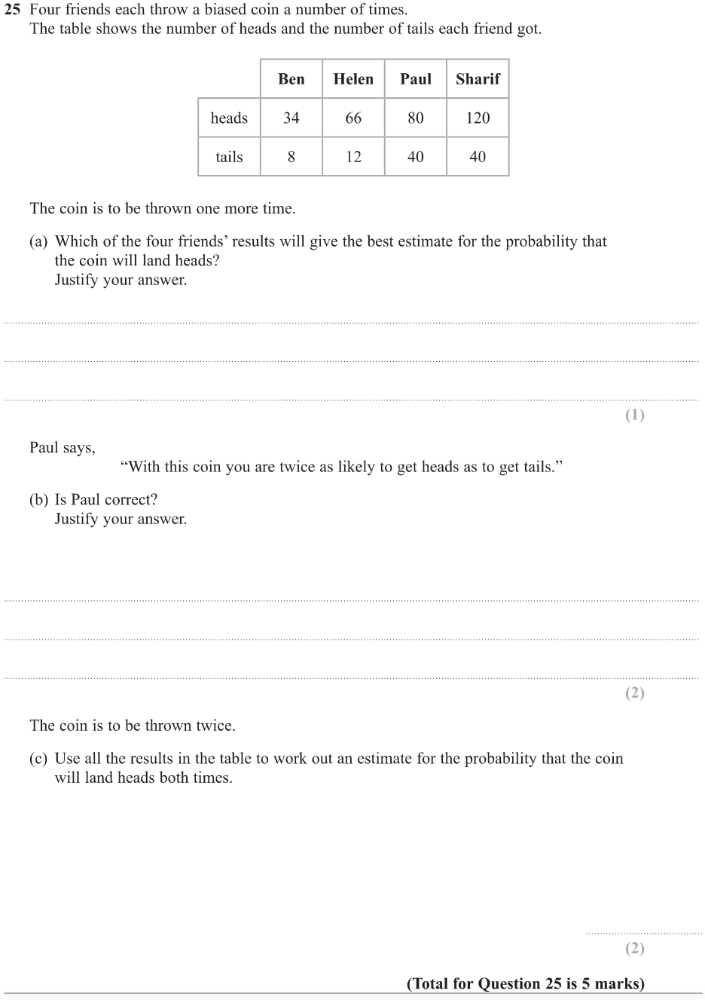 25 Four friends each throw a biased coin a number of times.
The table shows the number of heads and the number of tails each friend got.
Ben Helen Paul Sharif
heads 34 66 80 120
tails 8 12 40 40
The coin is to be thrown one more time.
(a) Which of the four friends’ results will give the best estimate for the probability that
the coin will land heads?
Justify your answer.
(1)
Paul says,
“With this coin you are twice as likely to get heads as to get tails.”
(b) Is Paul correct?
Justify your answer.
(2)
The coin is to be thrown twice.
(c) Use all the results in the table to work out an estimate for the probability that the coin
will land heads both times.
(2)
(Total for Question 25 is 5 marks)